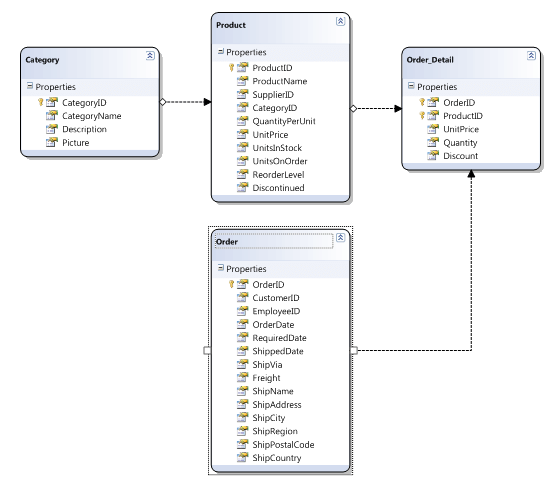 Category
Properties
CategoryID
CategoryName
Description
Picture
Product
Properties
ProductID
ProductName
SupplierID
CategoryID
QuantityPerUnit
UnitPrice
UnitsInStock
UnitsOnOrder
ReorderLevel
Discontinued
Order_Detail
Properties
OrderID
ProductID
UnitPrice
Quantity
Discount
Order
Properties
OrderID
CustomerID
EmployeeID
OrderDate
RequiredDate
ShippedDate
ShipVia
Freight
ShipName
ShipAddress
ShipCity
ShipRegion
ShipPostalCode
ShipCountry